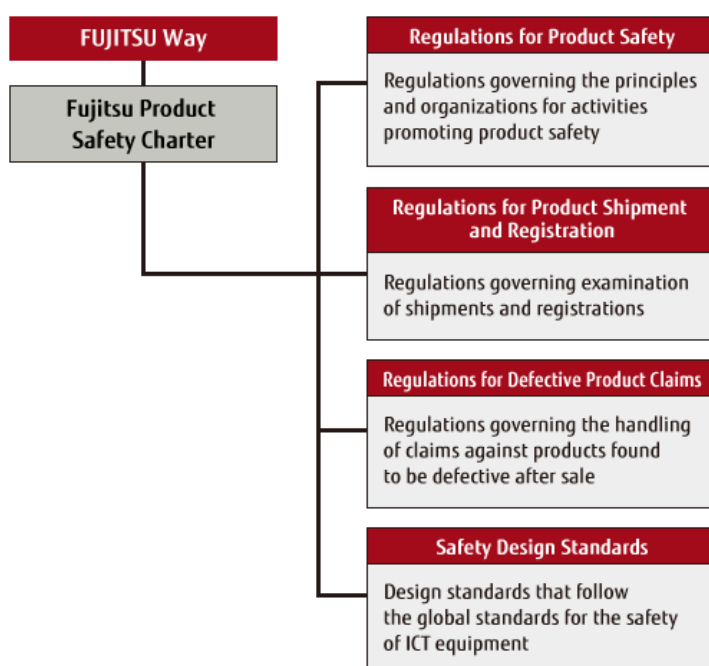 FUJITSU Way
Fujitsu Product
Safety Charter
Regulations for Product Safety
Regulations governing the principles
and organizations for activities
promoting product safety
Regulations for Product Shipment
and Registration
Regulations governing examination
of shipments and registrations
Regulations for Defective Product Claims
Regulations governing the handling
of claims against products found
to be defective after sale
Safety Design Standards
Design standards that follow
the global standards for the safety
of ICT equipment